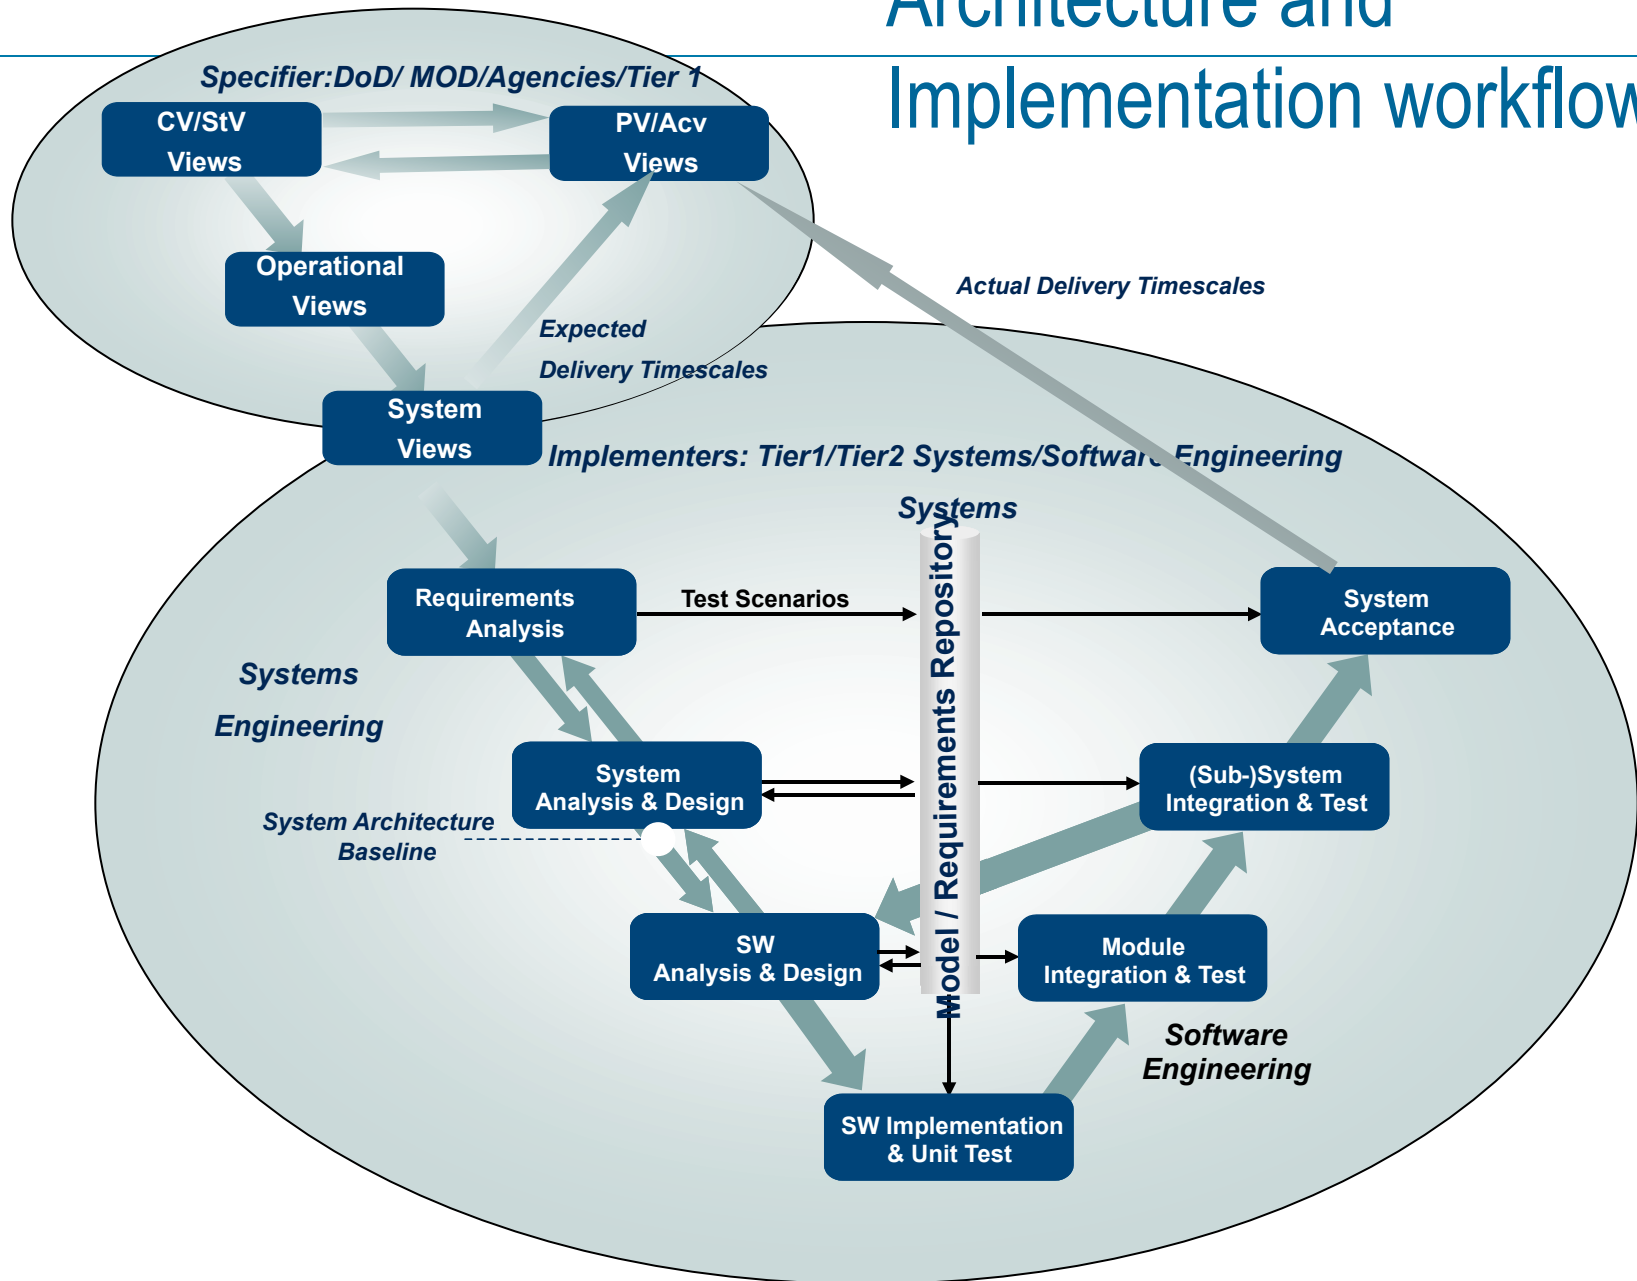 Architecture and
Implementation workflow
Specifier:DoD/ MOD/Agencies/Tier 1
CV/StV
Views
PV/Acv
Views
Operational
Views
Actual Delivery Timescales
Expected
Delivery Timescales
System
Views
Implementers: Tier1/Tier2 Systems/Software Engineering
Systems
Model / Requirements Repository
Requirements
Analysis
Test Scenarios
System
Acceptance
Systems
Engineering
System
Analysis & Design
(Sub-)System
Integration & Test
System Architecture
Baseline
SW
Analysis & Design
Module
Integration & Test
Software
Engineering
SW Implementation
& Unit Test